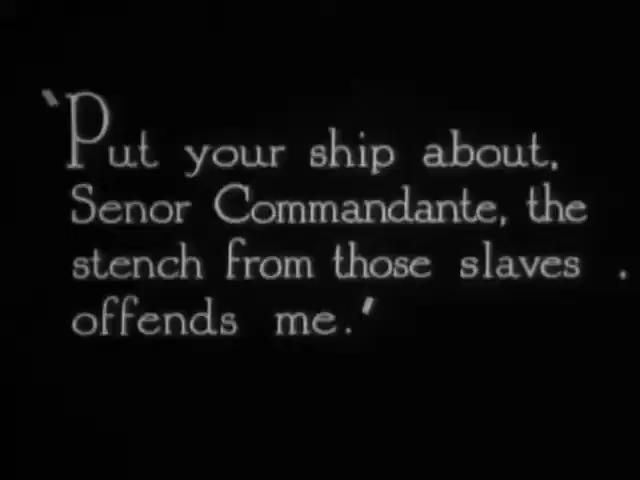 ‵Put your ship about,
Senor Commandante, the
stench from those slaves .
offends me.′